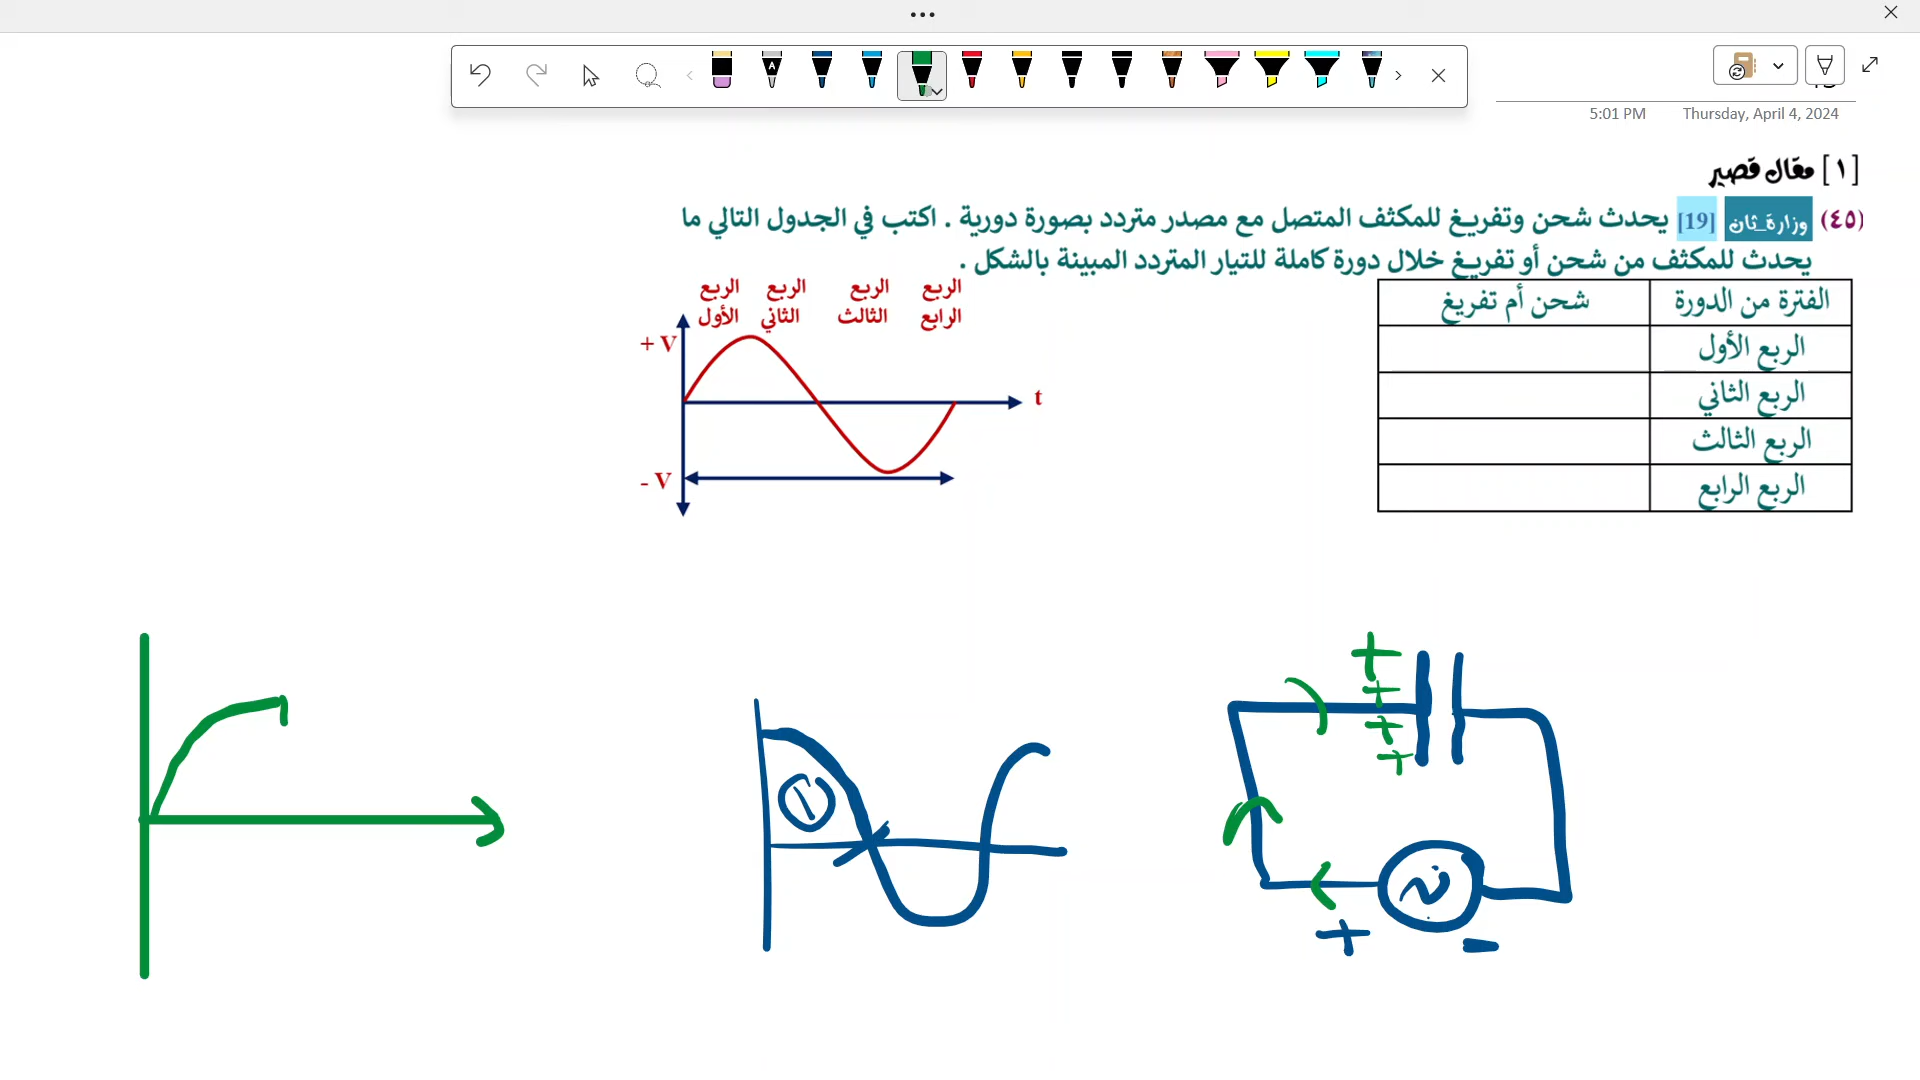 5:01 PM Thursday, April 4, 2024
[١] مقال قصير
(٤٥) وزارة_ثان [19] يحدث شحن وتفريغ للمكثف المتصل مع مصدر متردد بصورة دورية . اكتب في الجدول التالي ما
يحدث للمكثف من شحن أو تفريغ خلال دورة كاملة للتيار المتردد المبينة بالشكل .
الفترة من الدورة شحن أم تفريغ
الربع الأول
الربع الثاني
الربع الثالث
الربع الرابع
الربع الأول
الربع الثاني
الربع الثالث
الربع الرابع
+ V
t
- V
+
+
+
+
1
+ -